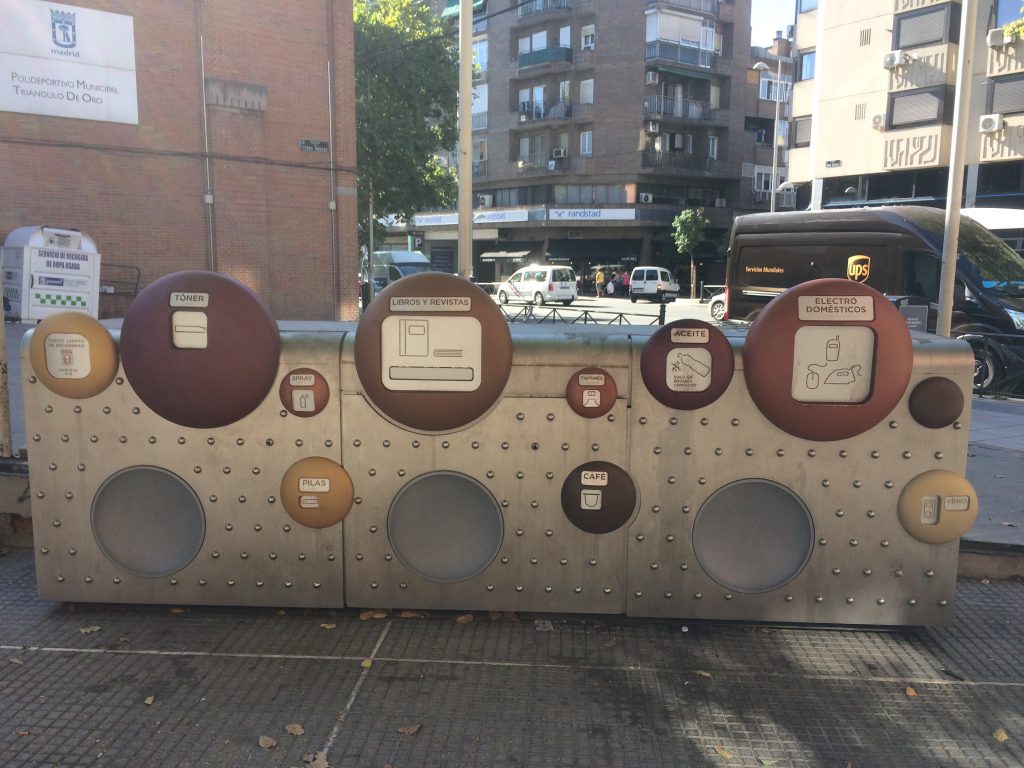 madrid
POLIDEPORTIVO MUNICIPAL
TRIÁNGULO DE ORO
randstad
randstad
SERVICIO DE RECOGIDA
DE ROPA USADA
Servicios Mundiales
ups
TÓNER
LIBROS Y REVISTAS
ELECTRO
DOMÉSTICOS
ACEITE
SPRAY
TAPONES
PILAS
CAFÉ
VÍDEO